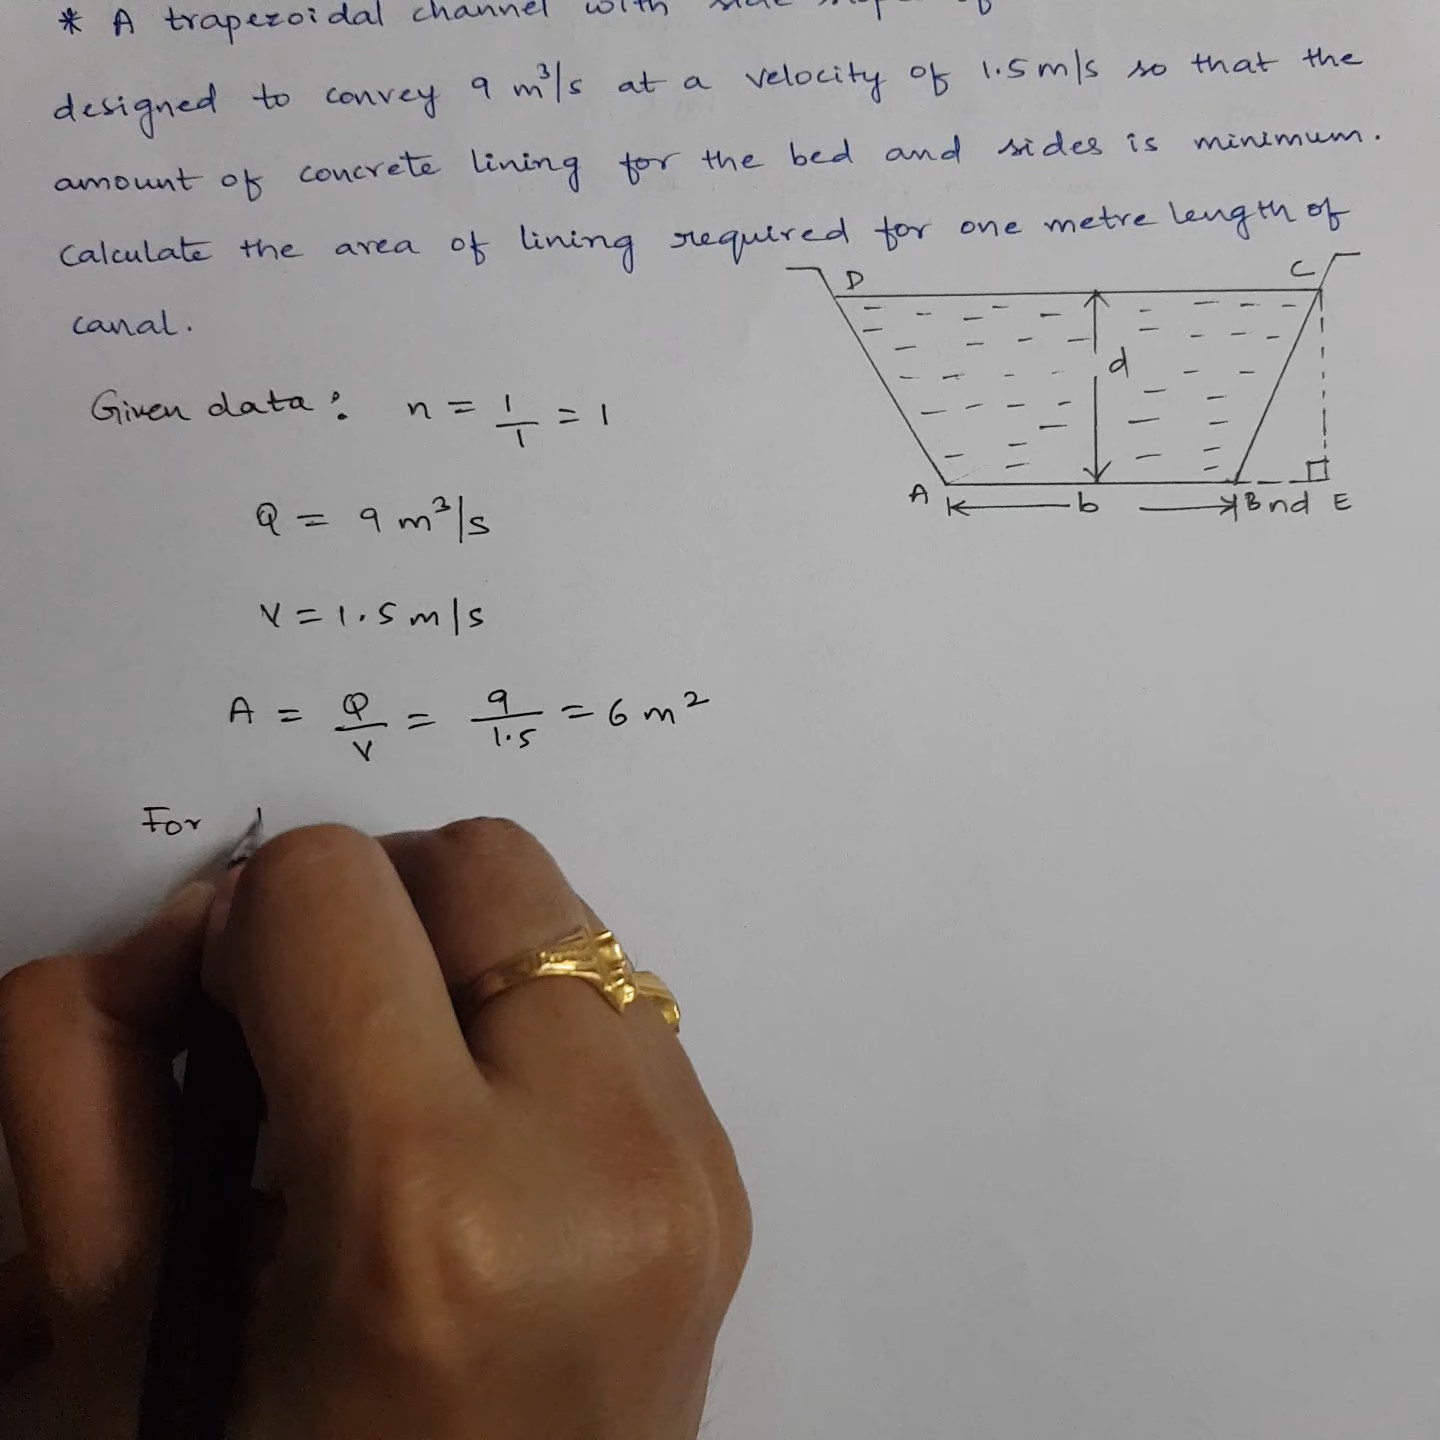 * A trapezoidal channel with
designed to convey 9 m³/s at a velocity of 1.5 m/s so that the
amount of concrete lining for the bed and sides is minimum.
Calculate the area of lining required for one metre length of
canal.
D C
d
A b B nd E
Given data: n = 1/1 = 1
Q = 9 m³/s
V = 1.5 m/s
A = Q/V = 9/1.5 = 6 m²
For